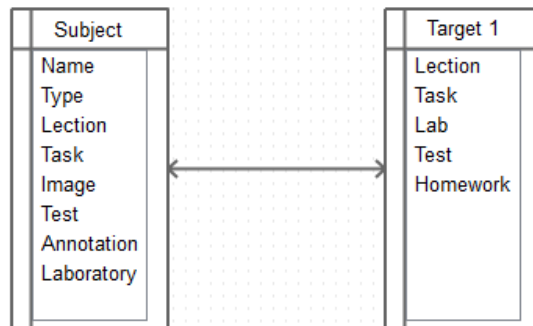 Subject
Name
Type
Lection
Task
Image
Test
Annotation
Laboratory
Target 1
Lection
Task
Lab
Test
Homework